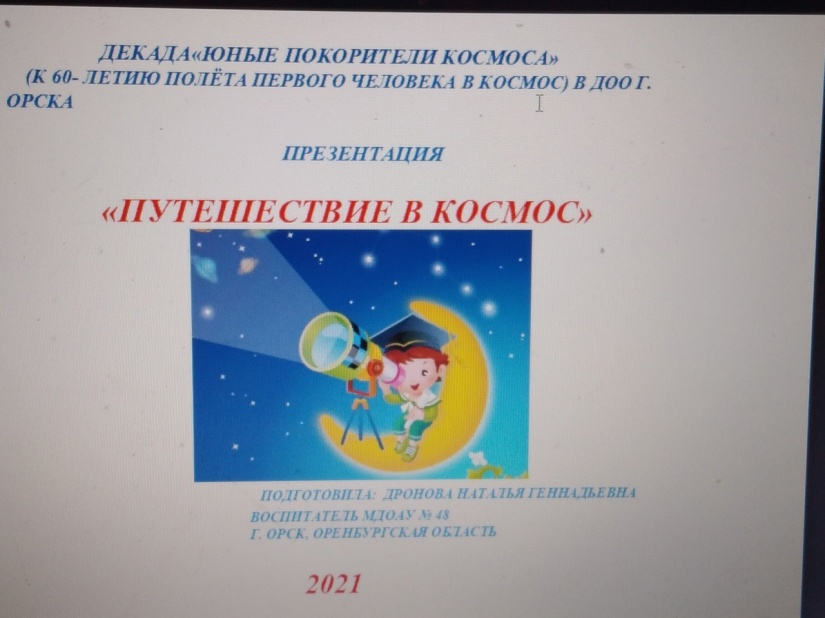 ДЕКАДА«ЮНЫЕ ПОКОРИТЕЛИ КОСМОСА»
(К 60- ЛЕТИЮ ПОЛЁТА ПЕРВОГО ЧЕЛОВЕКА В КОСМОС) В ДОО Г.
ОРСКА
ПРЕЗЕНТАЦИЯ
«ПУТЕШЕСТВИЕ В КОСМОС»
ПОДГОТОВИЛА: ДРОНОВА НАТАЛЬЯ ГЕННАДЬЕВНА
ВОСПИТАТЕЛЬ МДОАУ № 48
Г. ОРСК, ОРЕНБУРГСКАЯ ОБЛАСТЬ
2021